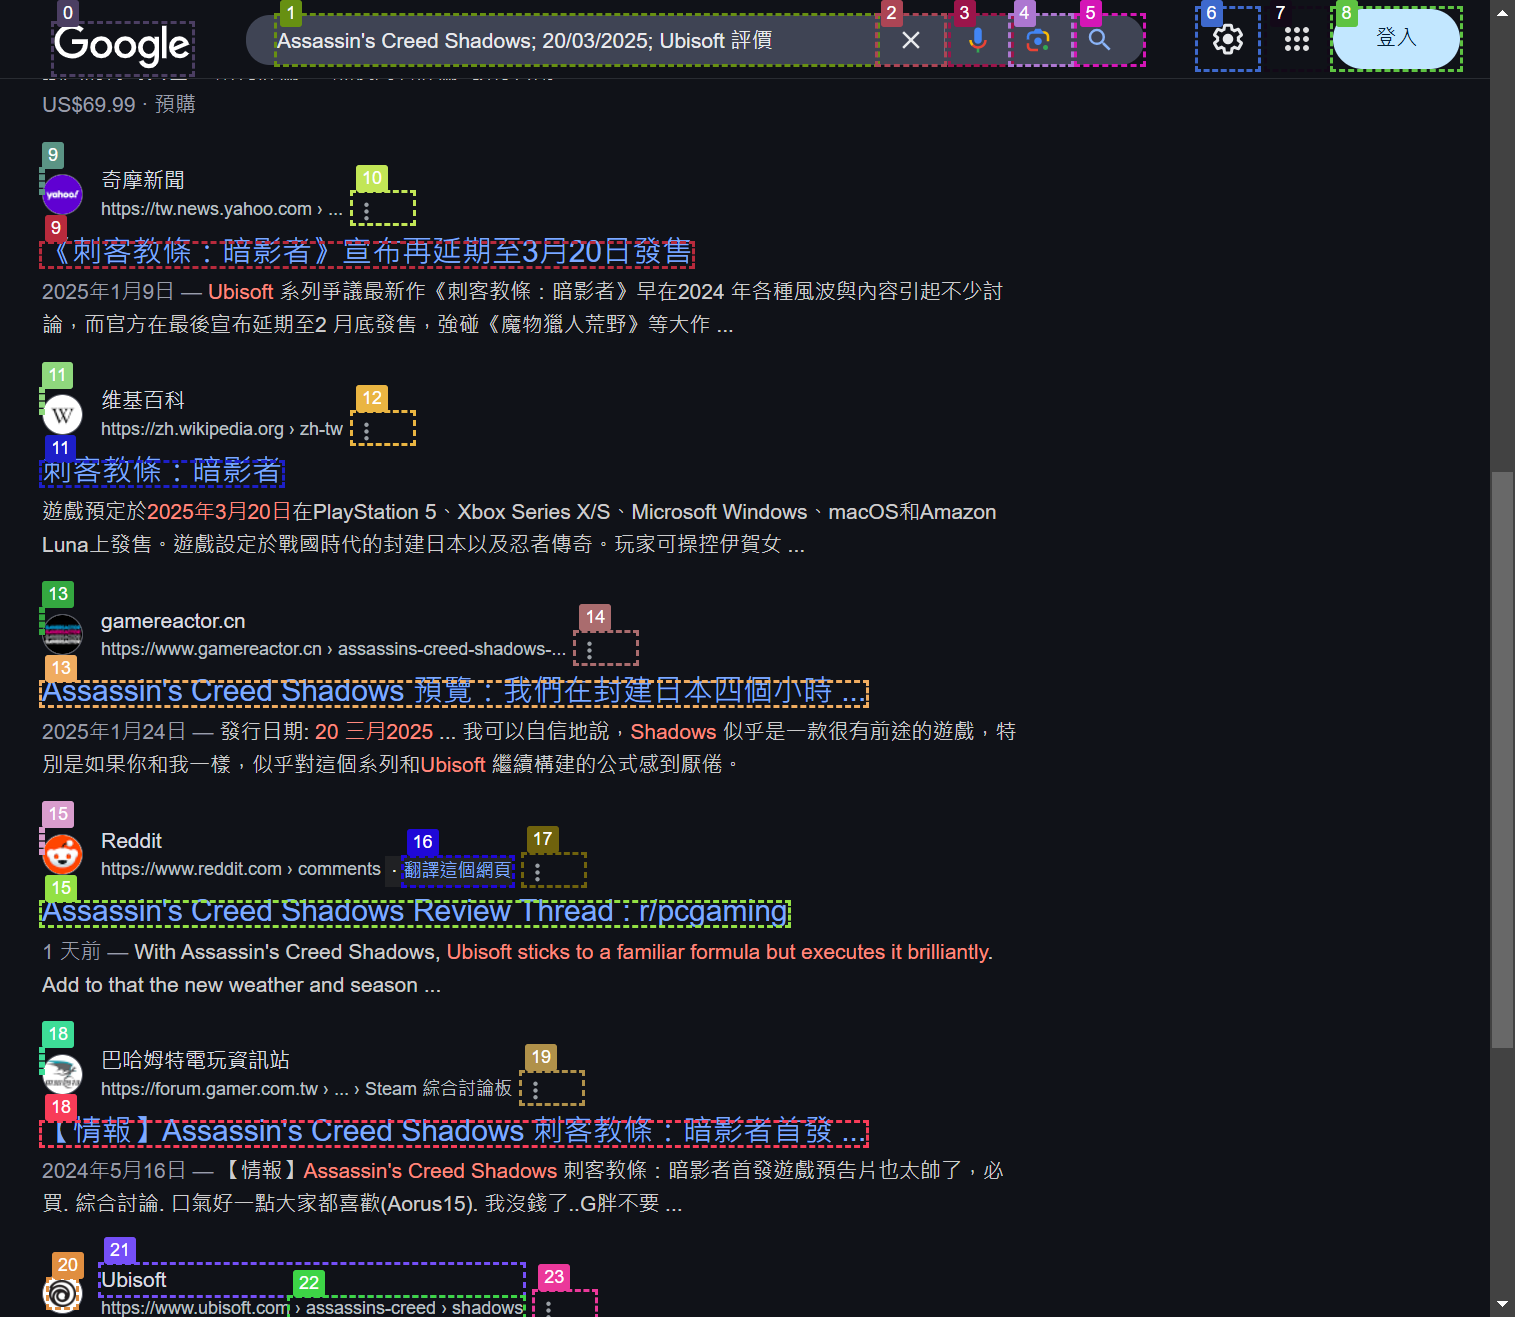 0
1
2
3
4
5
6
7
8
Google
Assassin's Creed Shadows; 20/03/2025; Ubisoft 評價
登入
US$69.99 · 預購
9
奇摩新聞
10
yahoo!
https://tw.news.yahoo.com › ...
9
《刺客教條：暗影者》宣布再延期至3月20日發售
2025年1月9日 — Ubisoft 系列爭議最新作《刺客教條：暗影者》早在2024 年各種風波與內容引起不少討
論，而官方在最後宣布延期至2 月底發售，強碰《魔物獵人荒野》等大作 ...
11
维基百科
12
W
https://zh.wikipedia.org › zh-tw
11
刺客教條：暗影者
遊戲預定於2025年3月20日在PlayStation 5、Xbox Series X/S、Microsoft Windows、macOS和Amazon
Luna上發售。遊戲設定於戰國時代的封建日本以及忍者傳奇。玩家可操控伊賀女 ...
13
gamereactor.cn
14
https://www.gamereactor.cn › assassins-creed-shadows-...
13
Assassin's Creed Shadows 預覽：我們在封建日本四個小時 ...
2025年1月24日 — 發行日期: 20 三月2025 ... 我可以自信地說，Shadows 似乎是一款很有前途的遊戲，特
別是如果你和我一樣，似乎對這個系列和Ubisoft 繼續構建的公式感到厭倦。
15
Reddit
16
17
https://www.reddit.com › comments · 翻譯這個網頁
15
Assassin's Creed Shadows Review Thread : r/pcgaming
1 天前 — With Assassin's Creed Shadows, Ubisoft sticks to a familiar formula but executes it brilliantly.
Add to that the new weather and season ...
18
巴哈姆特電玩資訊站
19
https://forum.gamer.com.tw › ... › Steam 綜合討論板
18
【情報】Assassin's Creed Shadows 刺客教條：暗影者首發 ...
2024年5月16日 — 【情報】Assassin's Creed Shadows 刺客教條：暗影者首發遊戲預告片也太帥了，必
買. 綜合討論. 口氣好一點大家都喜歡(Aorus15). 我沒錢了..G胖不要 ...
20
21
Ubisoft
22
23
https://www.ubisoft.com › assassins-creed › shadows